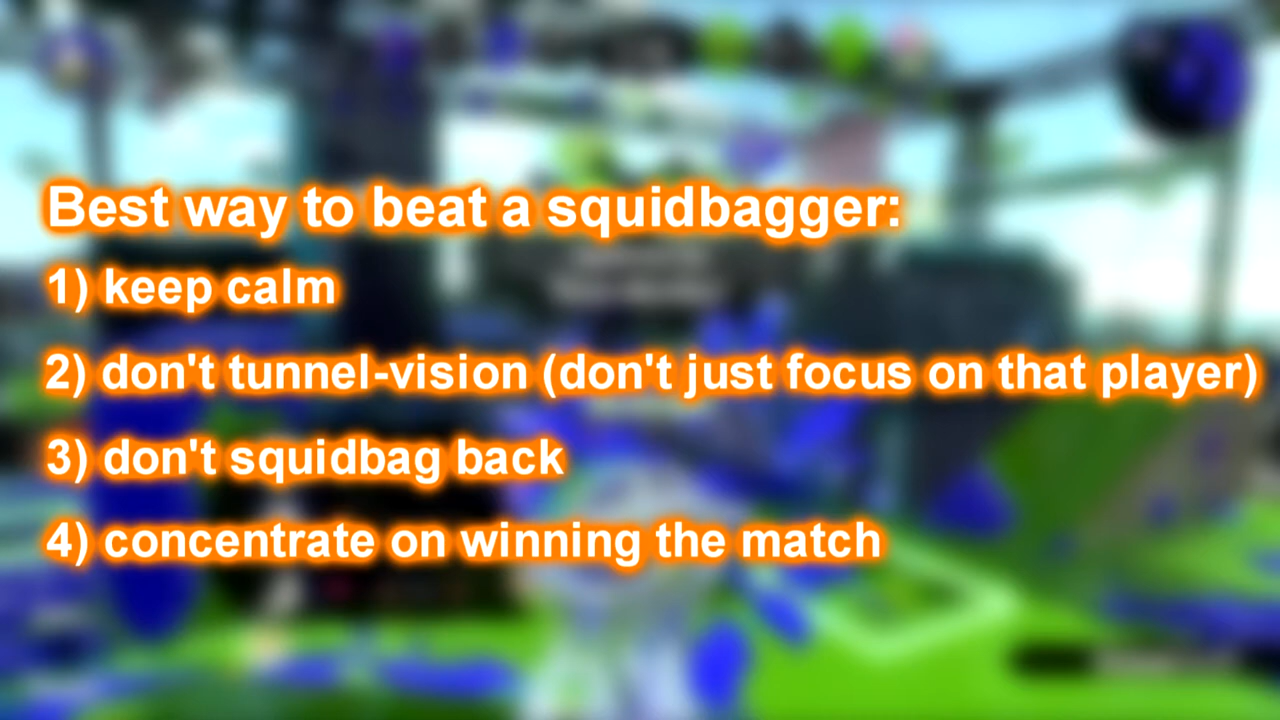 Best way to beat a squidbagger:
1) keep calm
2) don't tunnel-vision (don't just focus on that player)
3) don't squidbag back
4) concentrate on winning the match